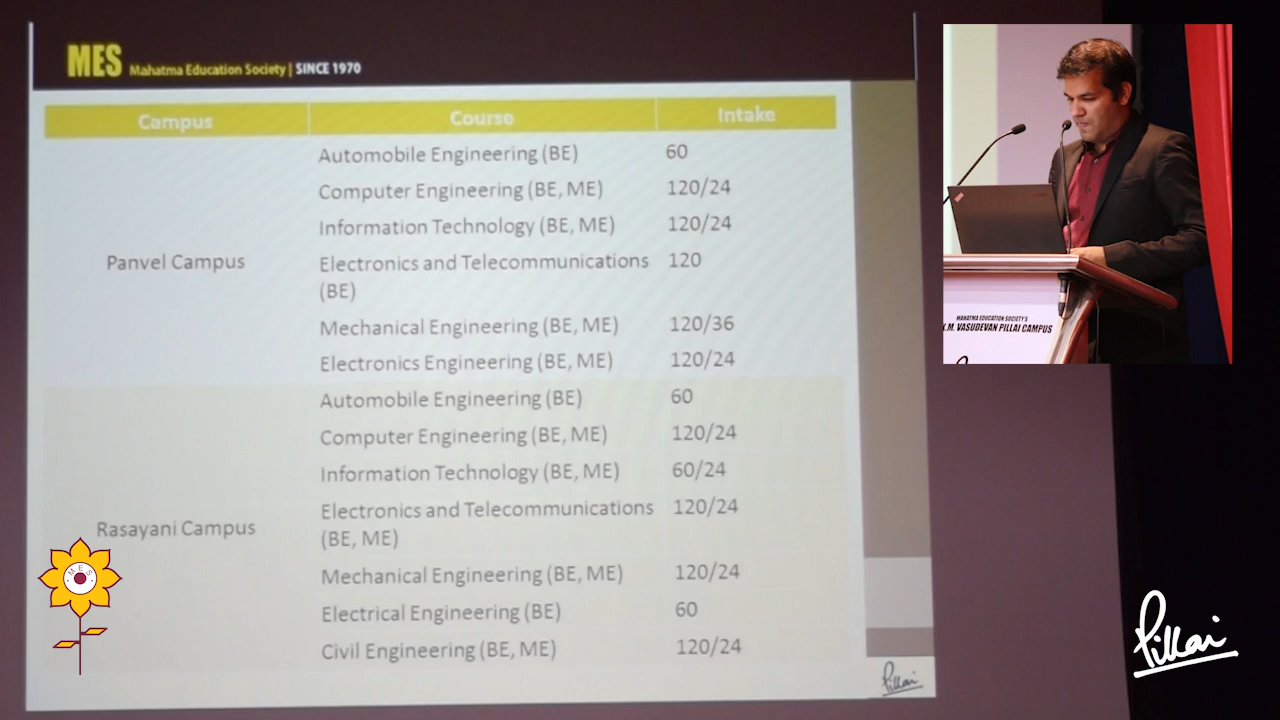 MES Mahatma Education Society | SINCE 1970
Campus Course Intake
Automobile Engineering (BE) 60
Computer Engineering (BE, ME) 120/24
Information Technology (BE, ME) 120/24
Panvel Campus
Electronics and Telecommunications 120
(BE)
Mechanical Engineering (BE, ME) 120/36
Electronics Engineering (BE, ME) 120/24
Automobile Engineering (BE) 60
Computer Engineering (BE, ME) 120/24
Information Technology (BE, ME) 60/24
Electronics and Telecommunications 120/24
Rasayani Campus
(BE, ME)
Mechanical Engineering (BE, ME) 120/24
Electrical Engineering (BE) 60
Civil Engineering (BE, ME) 120/24
Pillai
MES
MAHATMA EDUCATION SOCIETY'S
K.M. VASUDEVAN PILLAI CAMPUS
Pillai